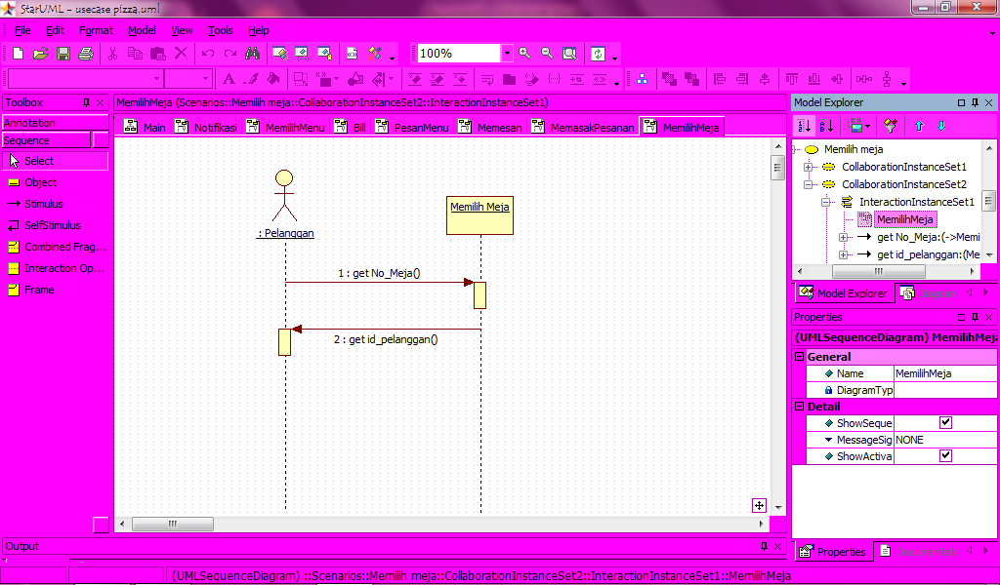 StarUML - usecase pizza.uml
File Edit Format Model View Tools Help
100%
Toolbox
MemilihMeja (Scenarios::Memilih meja::CollaborationInstanceSet2::InteractionInstanceSet1)
Model Explorer
Annotation
Sequence
Select
Object
Stimulus
SelfStimulus
Combined Frag...
Interaction Op...
Frame
Main Notifikasi MemilihMenu Bill PesanMenu Memesan MemasakPesanan MemilihMeja
: Pelanggan
Memilih Meja
1 : get No_Meja()
2 : get id_pelanggan()
Memilih meja
CollaborationInstanceSet1
CollaborationInstanceSet2
InteractionInstanceSet1
MemilihMeja
get No_Meja:(->Memi
get id_pelanggan:(Me
Model Explorer Diagram
Properties
(UMLSequenceDiagram) MemilihMeja
General
Name MemilihMeja
DiagramTyp
Detail
ShowSeque
MessageSig NONE
ShowActiva
Properties
Output
(UMLSequenceDiagram) ::Scenarios::Memilih meja::CollaborationInstanceSet2::InteractionInstanceSet1::MemilihMeja